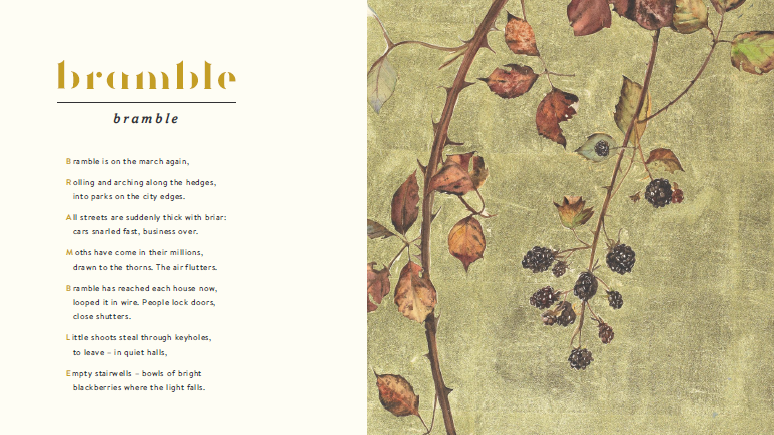 bramble
bramble
Bramble is on the march again,
Rolling and arching along the hedges,
into parks on the city edges.
All streets are suddenly thick with briar:
cars snarled fast, business over.
Moths have come in their millions,
drawn to the thorns. The air flutters.
Bramble has reached each house now,
looped it in wire. People lock doors,
close shutters.
Little shoots steal through keyholes,
to leave – in quiet halls,
Empty stairwells – bowls of bright
blackberries where the light falls.